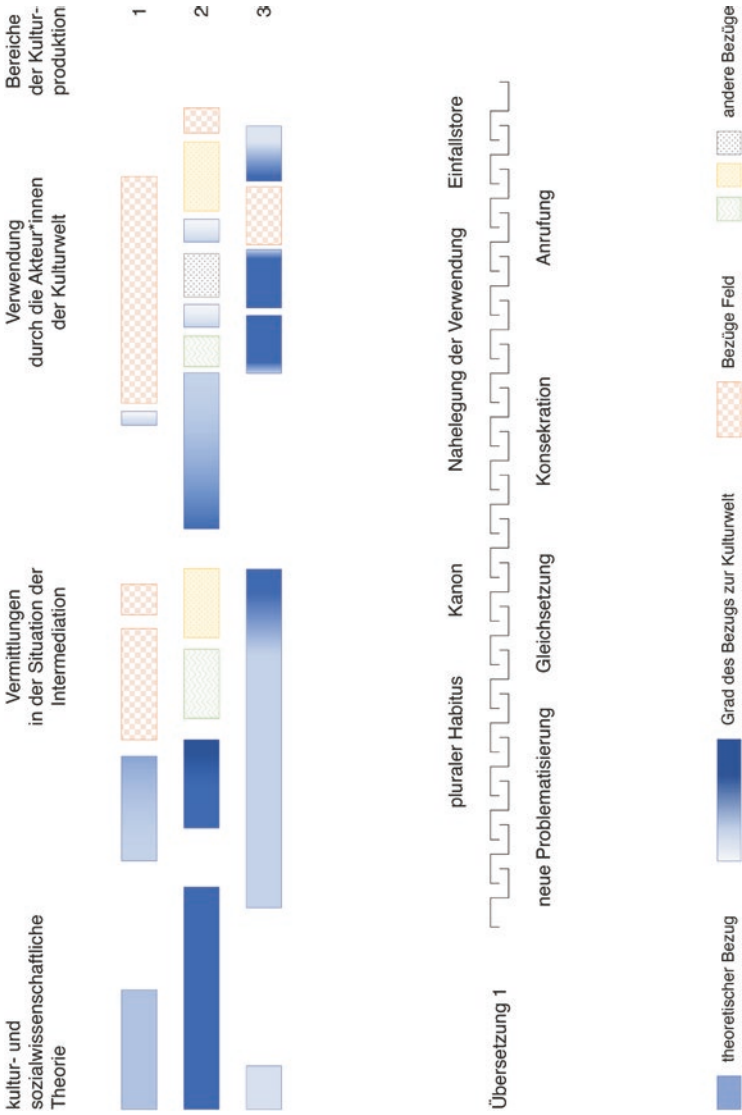 kultur- und
sozialwissenschaftliche
Theorie
Vermittlungen
in der Situation der
Intermediation
Verwendung
durch die Akteur*innen
der Kulturwelt
Bereiche
der Kultur-
produktion
1
2
3
pluraler Habitus
Kanon
Nahelegung der Verwendung
Einfallstore
Übersetzung 1
neue Problematisierung
Gleichsetzung
Konsekration
Anrufung
theoretischer Bezug
Grad des Bezugs zur Kulturwelt
Bezüge Feld
andere Bezüge